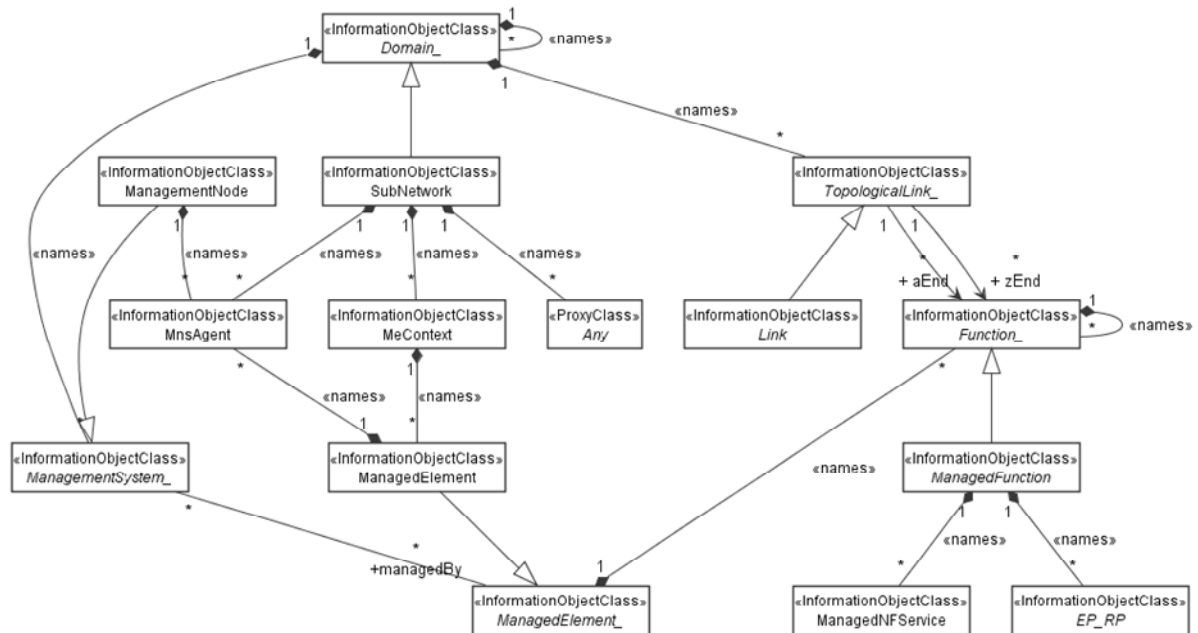 1
«InformationObjectClass»
Domain_
1
*
«names»
1
1
«names»
*
«InformationObjectClass»
ManagementNode
«InformationObjectClass»
SubNetwork
«InformationObjectClass»
TopologicalLink_
1
1
1
1
1
1
«names»
«names»
«names»
«names»
«names»
*
*
*
*
*
*
+ aEnd
+ zEnd
«InformationObjectClass»
MnsAgent
«InformationObjectClass»
MeContext
«ProxyClass»
Any
«InformationObjectClass»
Link
«InformationObjectClass»
Function_
1
*
«names»
*
1
*
«names»
«names»
*
1
*
«InformationObjectClass»
ManagementSystem_
«InformationObjectClass»
ManagedElement
«names»
«InformationObjectClass»
ManagedFunction
*
1
1
*
«names»
«names»
+managedBy
1
*
*
«InformationObjectClass»
ManagedElement_
«InformationObjectClass»
ManagedNFService
«InformationObjectClass»
EP_RP